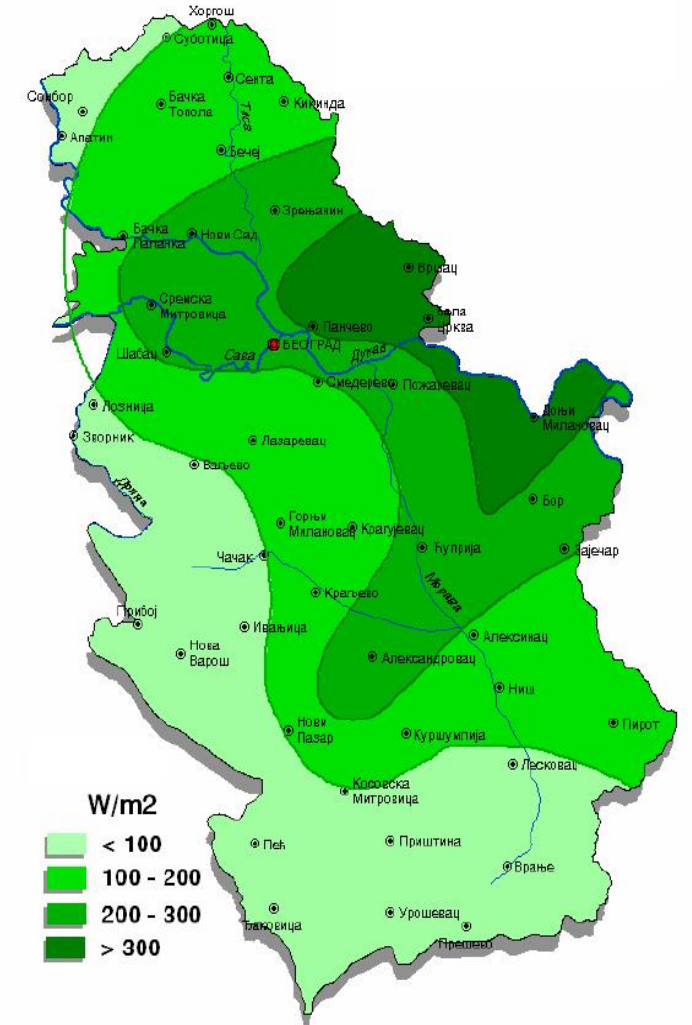 Хоргош
Суботица
Сента
Сомбор
Бачка
Топола
Кикинда
Тиса
Апатин
Бечеј
Зрењанин
Бачка
Паланка
Нови Сад
Вршац
Сремска
Митровица
Бела
Црква
Панчево
Шабац
Сава
БЕОГРАД
Дунав
Смедерево
Пожаревац
Лозница
Доњи
Милановац
Зворник
Лазаревац
Ваљево
Дрина
Бор
Горњи
Милановац
Крагујевац
Чачак
Ћуприја
Зајечар
Краљево
Морава
Прибој
Ивањица
Алексинац
Нова
Варош
Александровац
Ниш
Нови
Пазар
Куршумлија
Пирот
Лесковац
Косовска
Митровица
W/m2
< 100
100 - 200
200 - 300
> 300
Пећ
Приштина
Врање
Ђаковица
Урошевац
Прешево